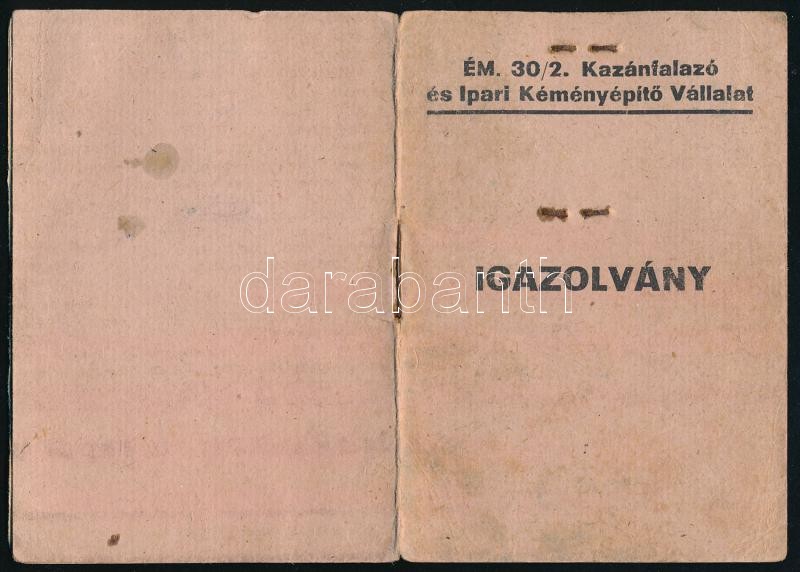 ÉM. 30/2. Kazánfalazó
és Ipari Kéményépítő Vállalat
IGAZOLVÁNY
darabanth